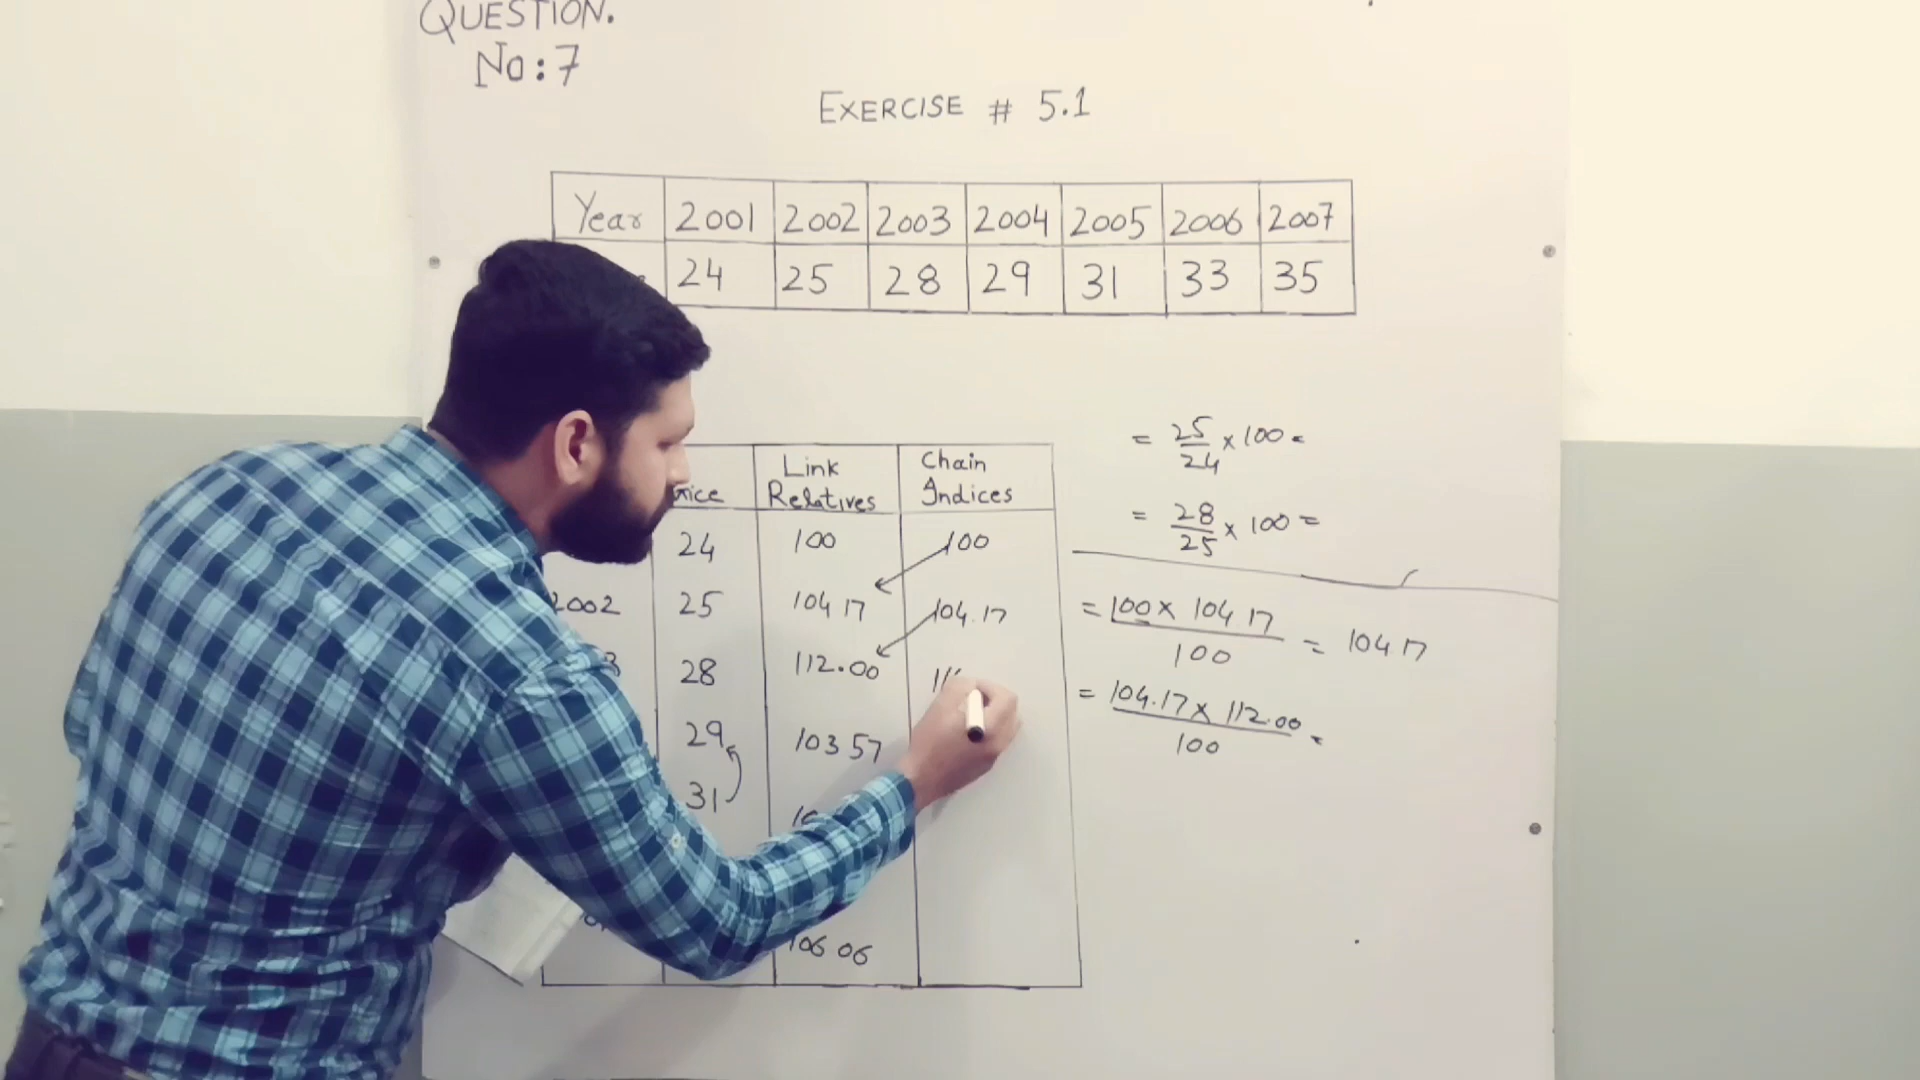 QUESTION.
No:7
EXERCISE # 5.1
Year 2001 2002 2003 2004 2005 2006 2007
24 25 28 29 31 33 35
Link Relatives Chain Indices
24 100 100
2002 25 104.17 104.17
28 112.00
29 103.57
31
106.06
= 25/24 × 100 =
= 28/25 × 100 =
= 100 × 104.17 / 100 = 104.17
= 104.17 × 112.00 / 100 =